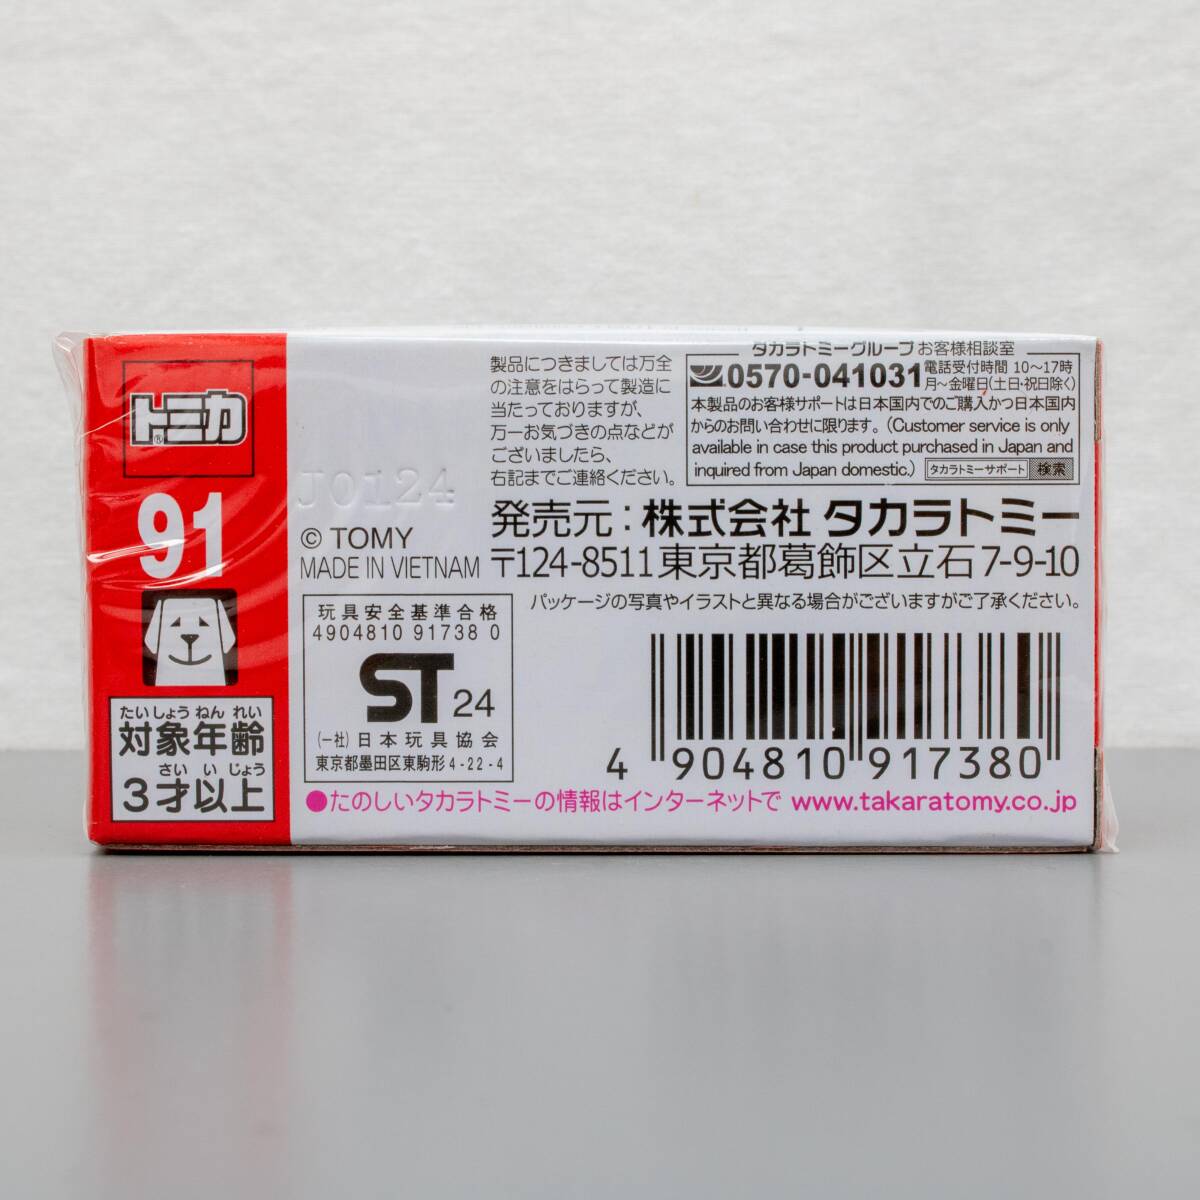 トミカ®
91
たいしょう ねん れい
対象年齢
さい い じょう
3才以上
J0124
© TOMY
MADE IN VIETNAM
玩具安全基準合格
4904810 91738 0
ST 24
(一社)日本玩具協会
東京都墨田区東駒形4-22-4
製品につきましては万全
の注意をはらって製造に
当たっておりますが、
万一お気づきの点などが
ございましたら、
右記までご連絡ください。
タカラトミーグループお客様相談室
0570-041031
電話受付時間 10〜17時
月〜金曜日(土日・祝日除く)
本製品のお客様サポートは日本国内でのご購入かつ日本国内
からのお問い合わせに限ります。(Customer service is only
available in case this product purchased in Japan and
inquired from Japan domestic.) タカラトミーサポート 検索
発売元：株式会社 タカラトミー
〒124-8511東京都葛飾区立石7-9-10
パッケージの写真やイラストと異なる場合がございますがご了承ください。
4 904810 917380
●たのしいタカラトミーの情報はインターネットで www.takaratomy.co.jp